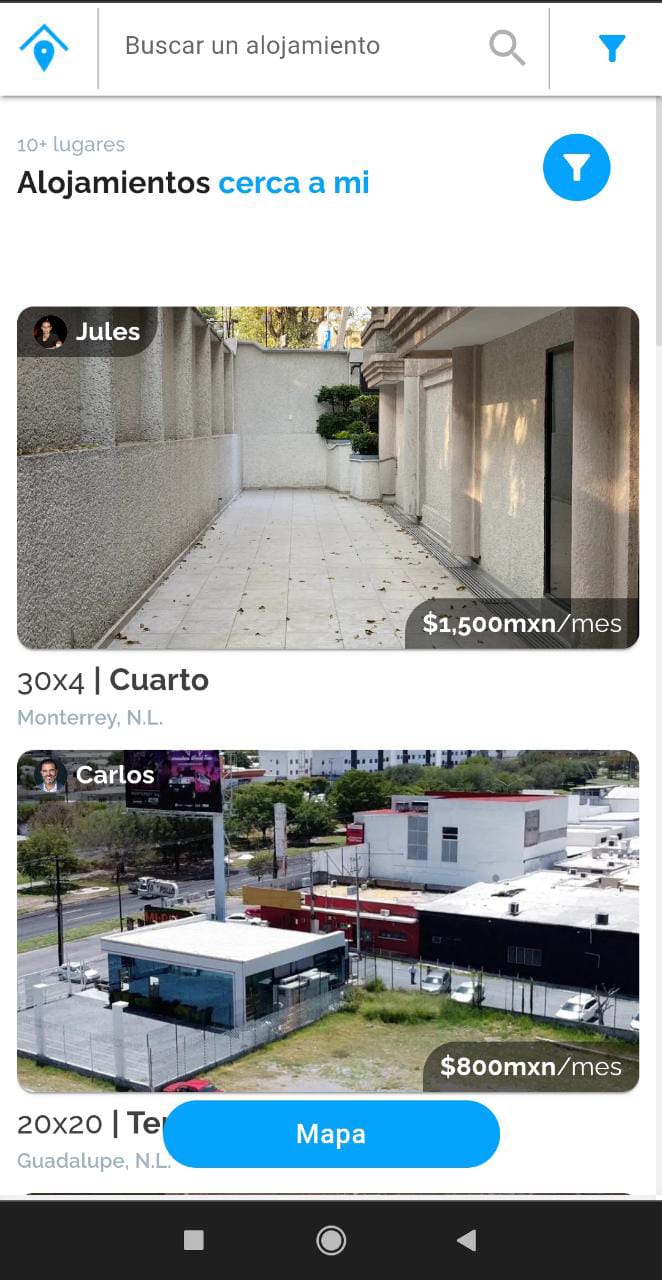 Buscar un alojamiento
10+ lugares
Alojamientos cerca a mi
Jules
$1,500mxn/mes
30x4 | Cuarto
Monterrey, N.L.
Carlos
$800mxn/mes
20x20 | Te
Mapa
Guadalupe, N.L.